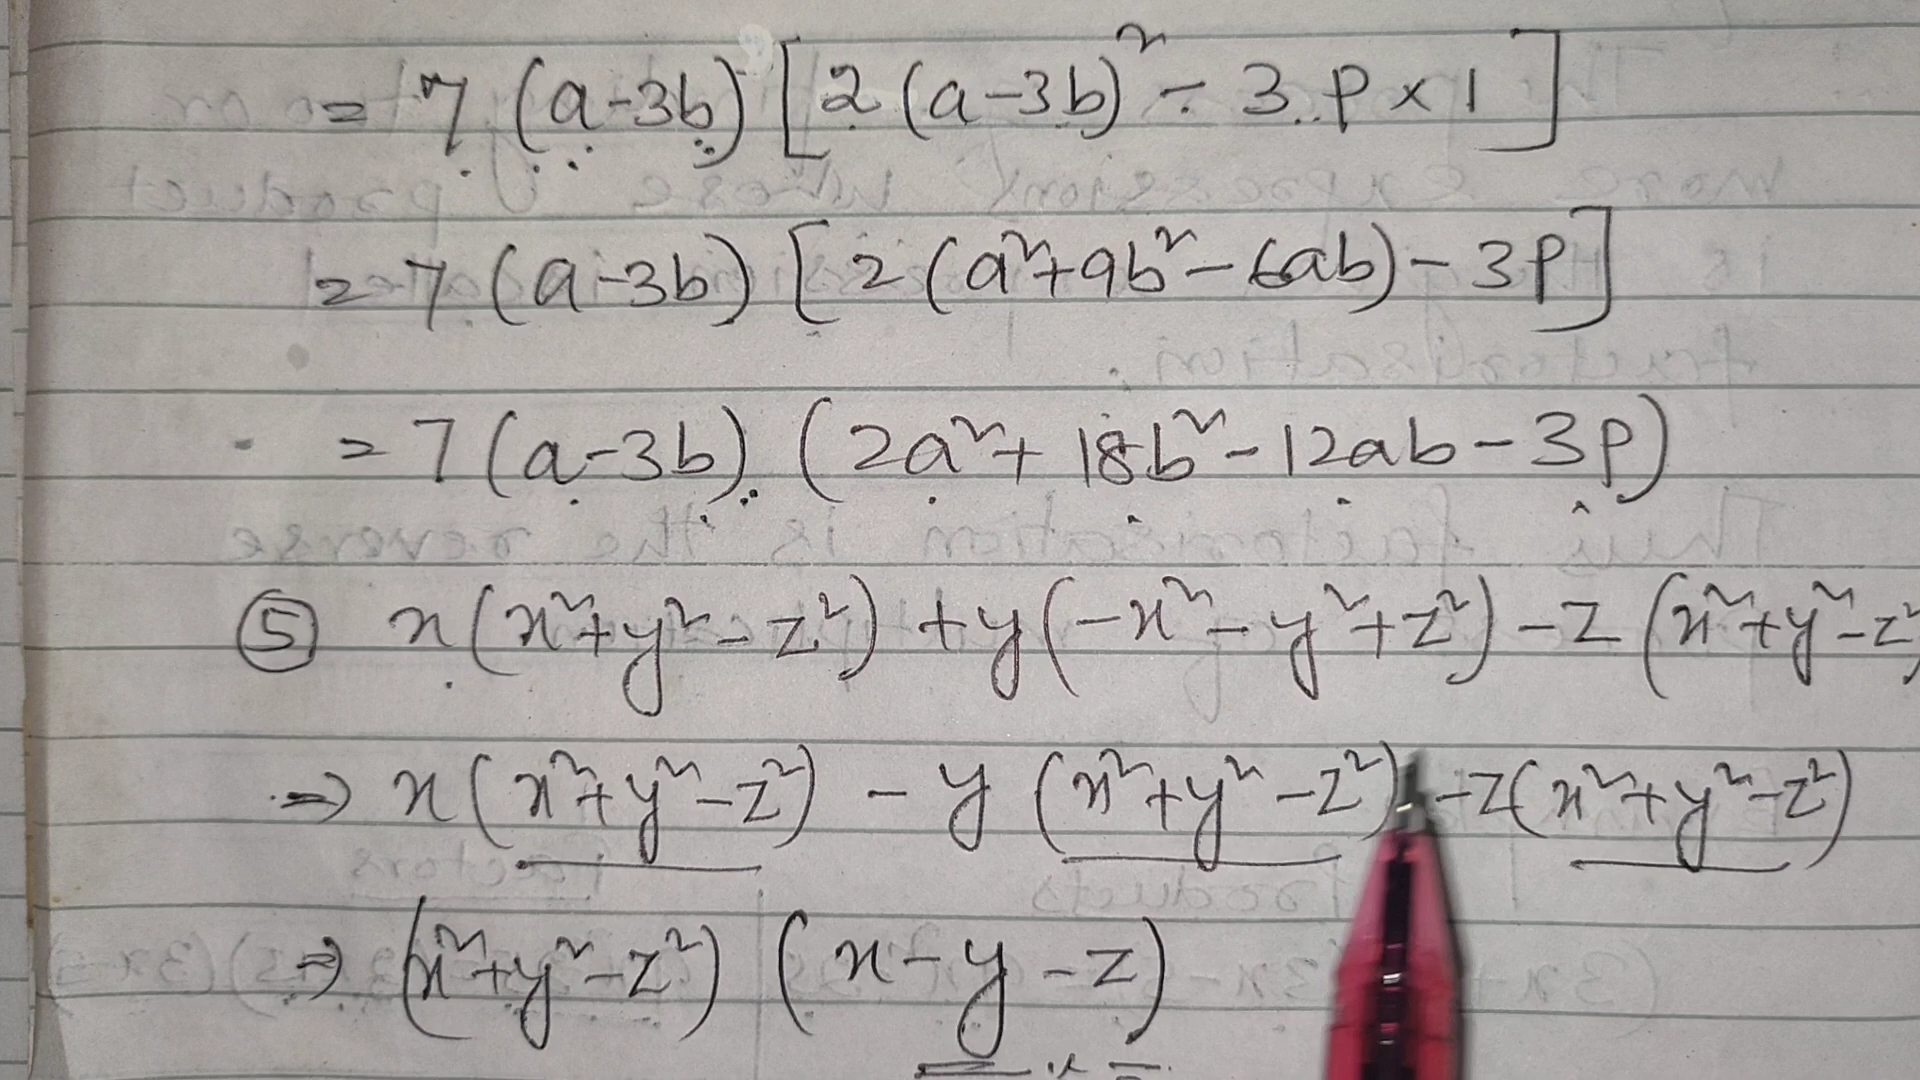 = 7 (a-3b) [2 (a-3b)² - 3 p × 1]
= 7 (a-3b) [2 (a²+9b²-6ab) - 3p]
= 7 (a-3b) (2a²+ 18b²-12ab-3p)
⑤ x(x²+y²-z²) +y(-x²-y²+z²) -z (x²+y²-z²)
⇒ x(x²+y²-z²) - y (x²+y²-z²) -z(x²+y²-z²)
⇒ (x²+y²-z²) (x-y-z)